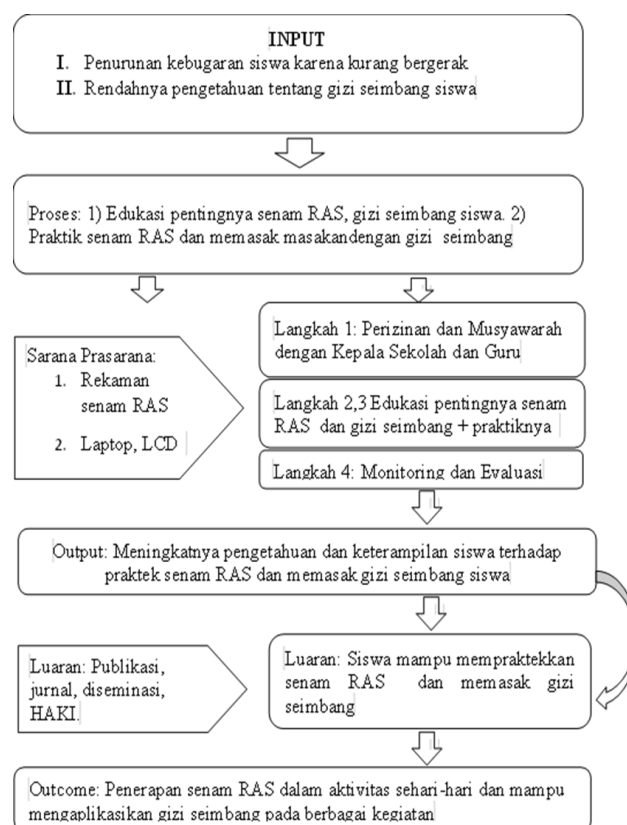 INPUT
I. Penurunan kebugaran siswa karena kurang bergerak
II. Rendahnya pengetahuan tentang gizi seimbang siswa
Proses: 1) Edukasi pentingnya senam RAS, gizi seimbang siswa. 2)
Praktik senam RAS dan memasak masakandengan gizi seimbang
Sarana Prasarana:
1. Rekaman
senam RAS
2. Laptop, LCD
Langkah 1: Perizinan dan Musyawarah
dengan Kepala Sekolah dan Guru
Langkah 2,3 Edukasi pentingnya senam
RAS dan gizi seimbang + praktiknya
Langkah 4: Monitoring dan Evaluasi
Output: Meningkatnya pengetahuan dan keterampilan siswa terhadap
praktek senam RAS dan memasak gizi seimbang siswa
Luaran: Publikasi,
jurnal, diseminasi,
HAKI.
Luaran: Siswa mampu mempraktekkan
senam RAS dan memasak gizi
seimbang
Outcome: Penerapan senam RAS dalam aktivitas sehari-hari dan mampu
mengaplikasikan gizi seimbang pada berbagai kegiatan